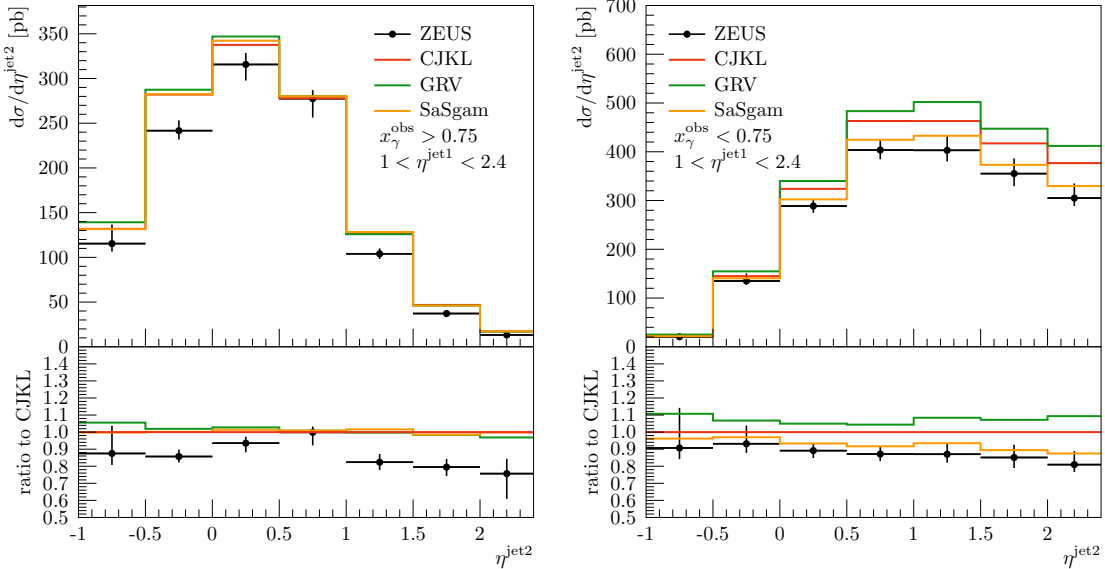 dσ/dη^jet2 [pb]
350
300
250
200
150
100
50
0
ZEUS
CJKL
GRV
SaSgam
x_γ^obs > 0.75
1 < η^jet1 < 2.4
ratio to CJKL
1.4
1.3
1.2
1.1
1.0
0.9
0.8
0.7
0.6
0.5
-1 -0.5 0 0.5 1 1.5 2
η^jet2
dσ/dη^jet2 [pb]
700
600
500
400
300
200
100
0
ZEUS
CJKL
GRV
SaSgam
x_γ^obs < 0.75
1 < η^jet1 < 2.4
ratio to CJKL
1.4
1.3
1.2
1.1
1.0
0.9
0.8
0.7
0.6
0.5
-1 -0.5 0 0.5 1 1.5 2
η^jet2